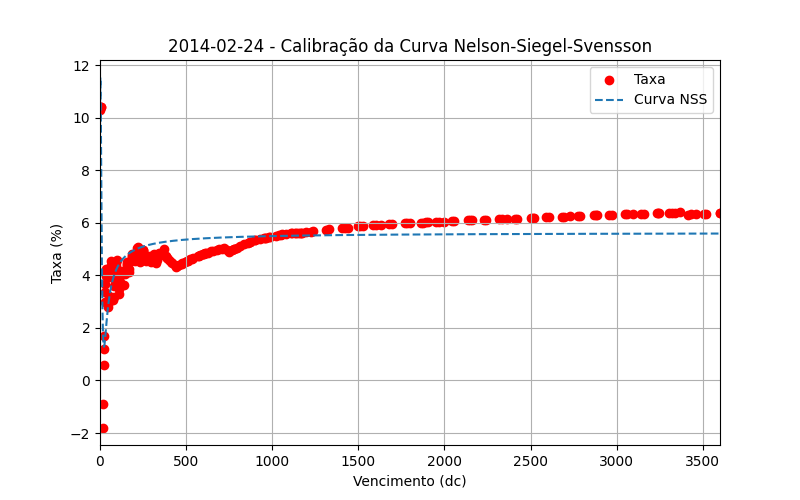 2014-02-24 - Calibração da Curva Nelson-Siegel-Svensson
Taxa
Curva NSS
Taxa (%)
12
10
8
6
4
2
0
−2
0 500 1000 1500 2000 2500 3000 3500
Vencimento (dc)